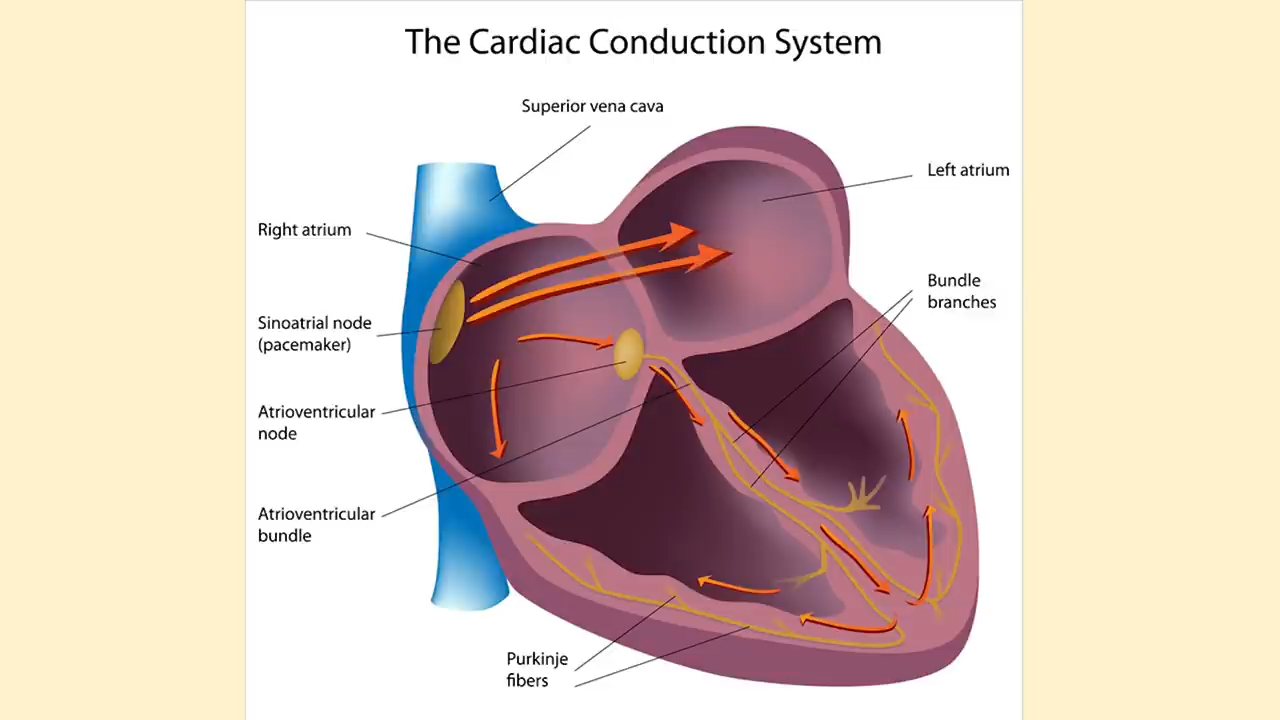 The Cardiac Conduction System
Superior vena cava
Left atrium
Right atrium
Bundle
branches
Sinoatrial node
(pacemaker)
Atrioventricular
node
Atrioventricular
bundle
Purkinje
fibers